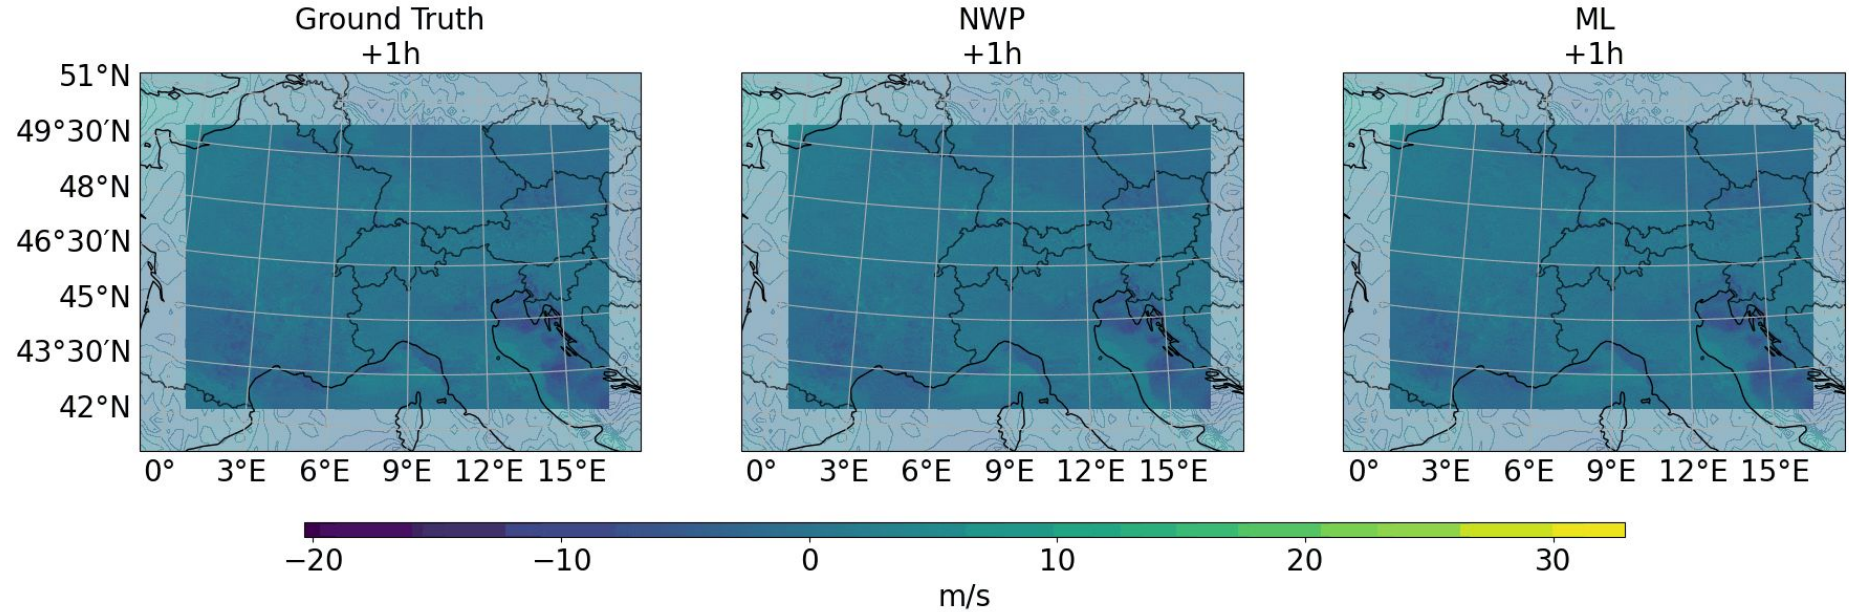 Ground Truth
+1h
NWP
+1h
ML
+1h
51°N
49°30′N
48°N
46°30′N
45°N
43°30′N
42°N
0° 3°E 6°E 9°E 12°E 15°E
0° 3°E 6°E 9°E 12°E 15°E
0° 3°E 6°E 9°E 12°E 15°E
−20 −10 0 10 20 30
m/s